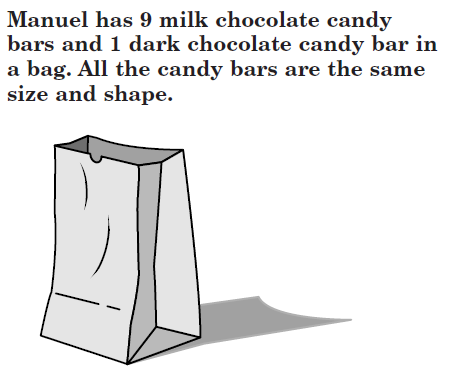 Manuel has 9 milk chocolate candy
bars and 1 dark chocolate candy bar in
a bag. All the candy bars are the same
size and shape.